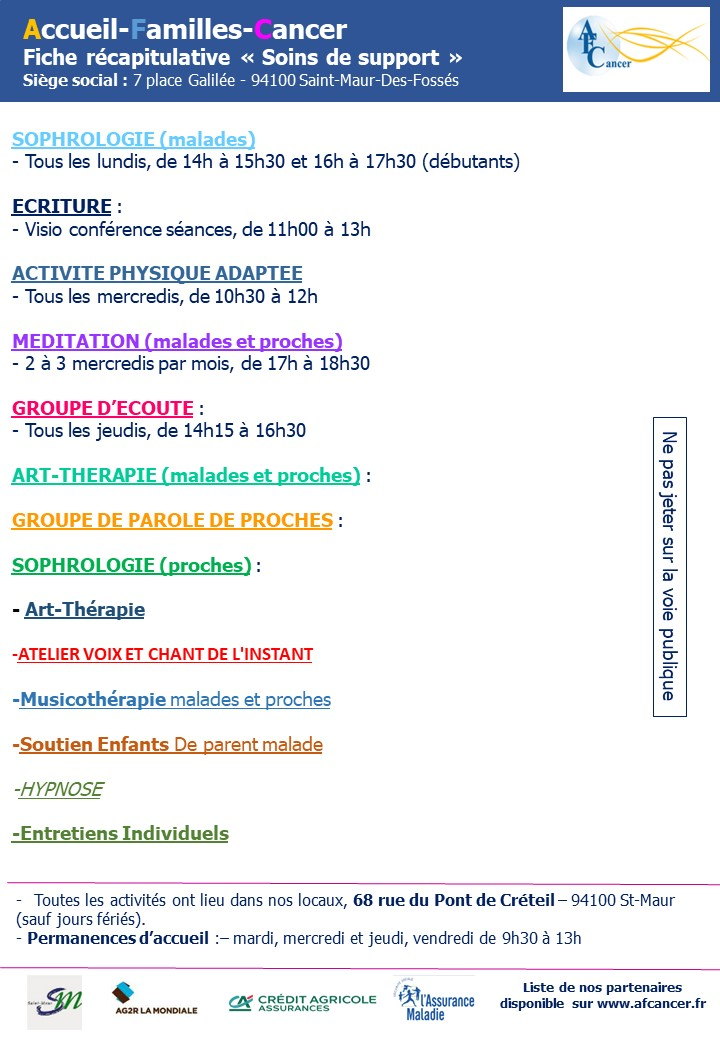 Accueil-Familles-Cancer
Fiche récapitulative « Soins de support »
Siège social : 7 place Galilée - 94100 Saint-Maur-Des-Fossés
AFCancer
SOPHROLOGIE (malades)
- Tous les lundis, de 14h à 15h30 et 16h à 17h30 (débutants)
ECRITURE :
- Visio conférence séances, de 11h00 à 13h
ACTIVITE PHYSIQUE ADAPTEE
- Tous les mercredis, de 10h30 à 12h
MEDITATION (malades et proches)
- 2 à 3 mercredis par mois, de 17h à 18h30
GROUPE D’ECOUTE :
- Tous les jeudis, de 14h15 à 16h30
ART-THERAPIE (malades et proches) :
GROUPE DE PAROLE DE PROCHES :
SOPHROLOGIE (proches) :
- Art-Thérapie
-ATELIER VOIX ET CHANT DE L'INSTANT
-Musicothérapie malades et proches
-Soutien Enfants De parent malade
-HYPNOSE
-Entretiens Individuels
Ne pas jeter sur la voie publique
- Toutes les activités ont lieu dans nos locaux, 68 rue du Pont de Créteil – 94100 St-Maur
(sauf jours fériés).
- Permanences d’accueil :– mardi, mercredi et jeudi, vendredi de 9h30 à 13h
Saint-Maur
SM
AG2R LA MONDIALE
CRÉDIT AGRICOLE
ASSURANCES
l'Assurance
Maladie
Liste de nos partenaires
disponible sur www.afcancer.fr